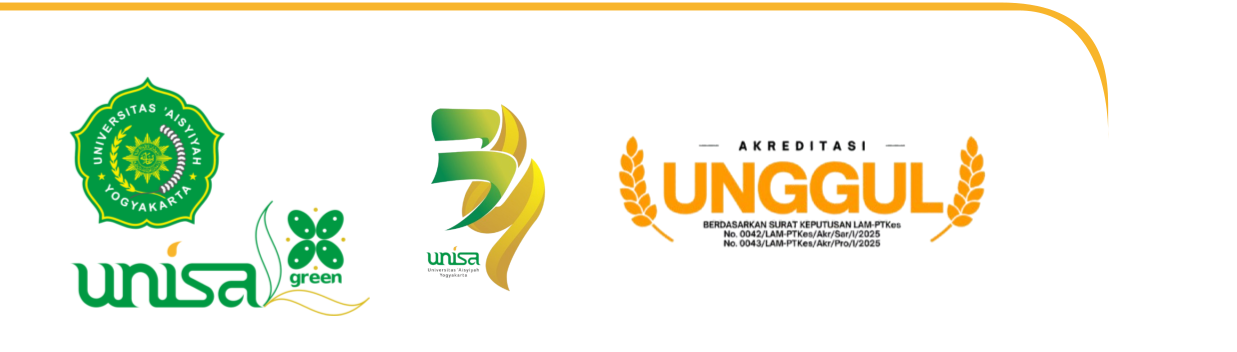 UNIVERSITAS 'AISYIYAH
YOGYAKARTA
unisa
green
39
unisa
Universitas 'Aisyiyah
Yogyakarta
AKREDITASI
UNGGUL
BERDASARKAN SURAT KEPUTUSAN LAM-PTKes
No. 0042/LAM-PTKes/Akr/Sar/I/2025
No. 0043/LAM-PTKes/Akr/Pro/I/2025